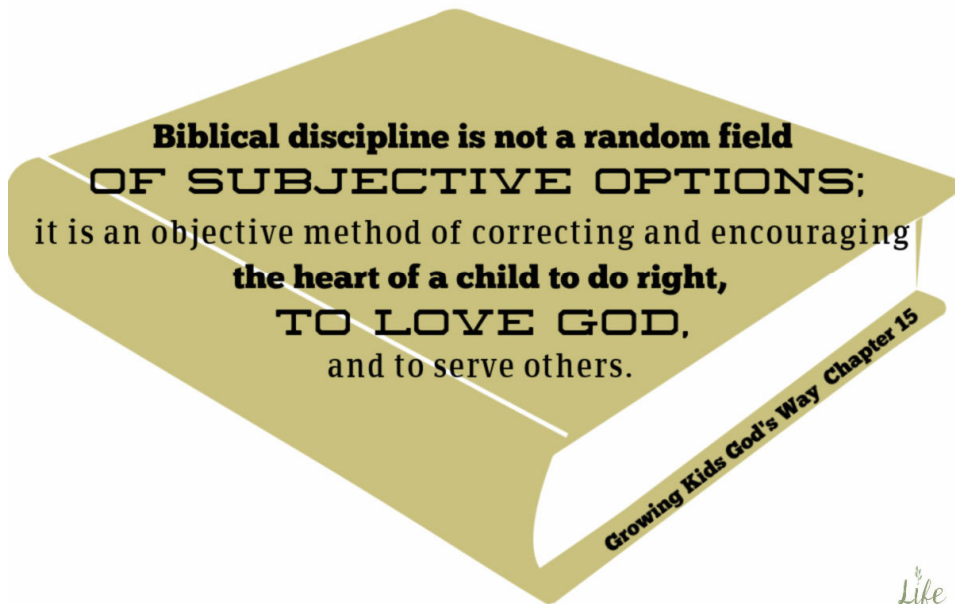 Biblical discipline is not a random field
OF SUBJECTIVE OPTIONS;
it is an objective method of correcting and encouraging
the heart of a child to do right,
TO LOVE GOD,
and to serve others.
Growing Kids God's Way Chapter 15
Life